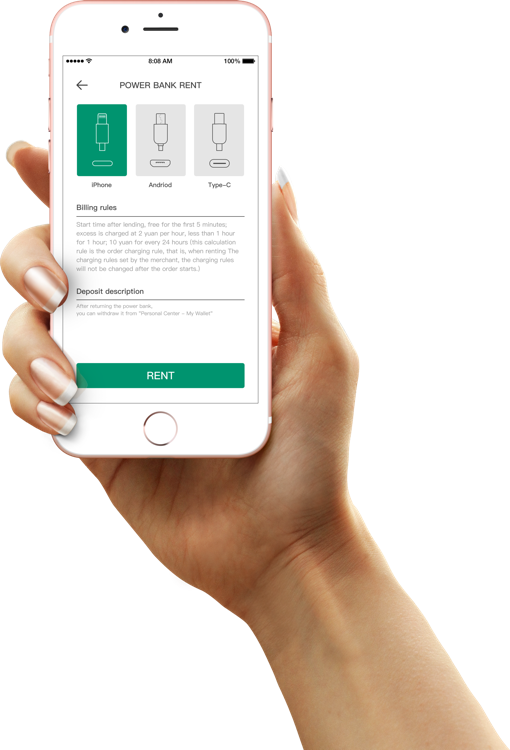 8:08 AM 100%
POWER BANK RENT
iPhone Andriod Type-C
Billing rules
Start time after lending, free for the first 5 minutes;
excess is charged at 2 yuan per hour, less than 1 hour
for 1 hour; 10 yuan for every 24 hours (this calculation
rule is the order charging rule, that is, when renting The
charging rules set by the merchant, the charging rules
will not be changed after the order starts.)
Deposit description
After returning the power bank,
you can withdraw it from "Personal Center - My Wallet"
RENT